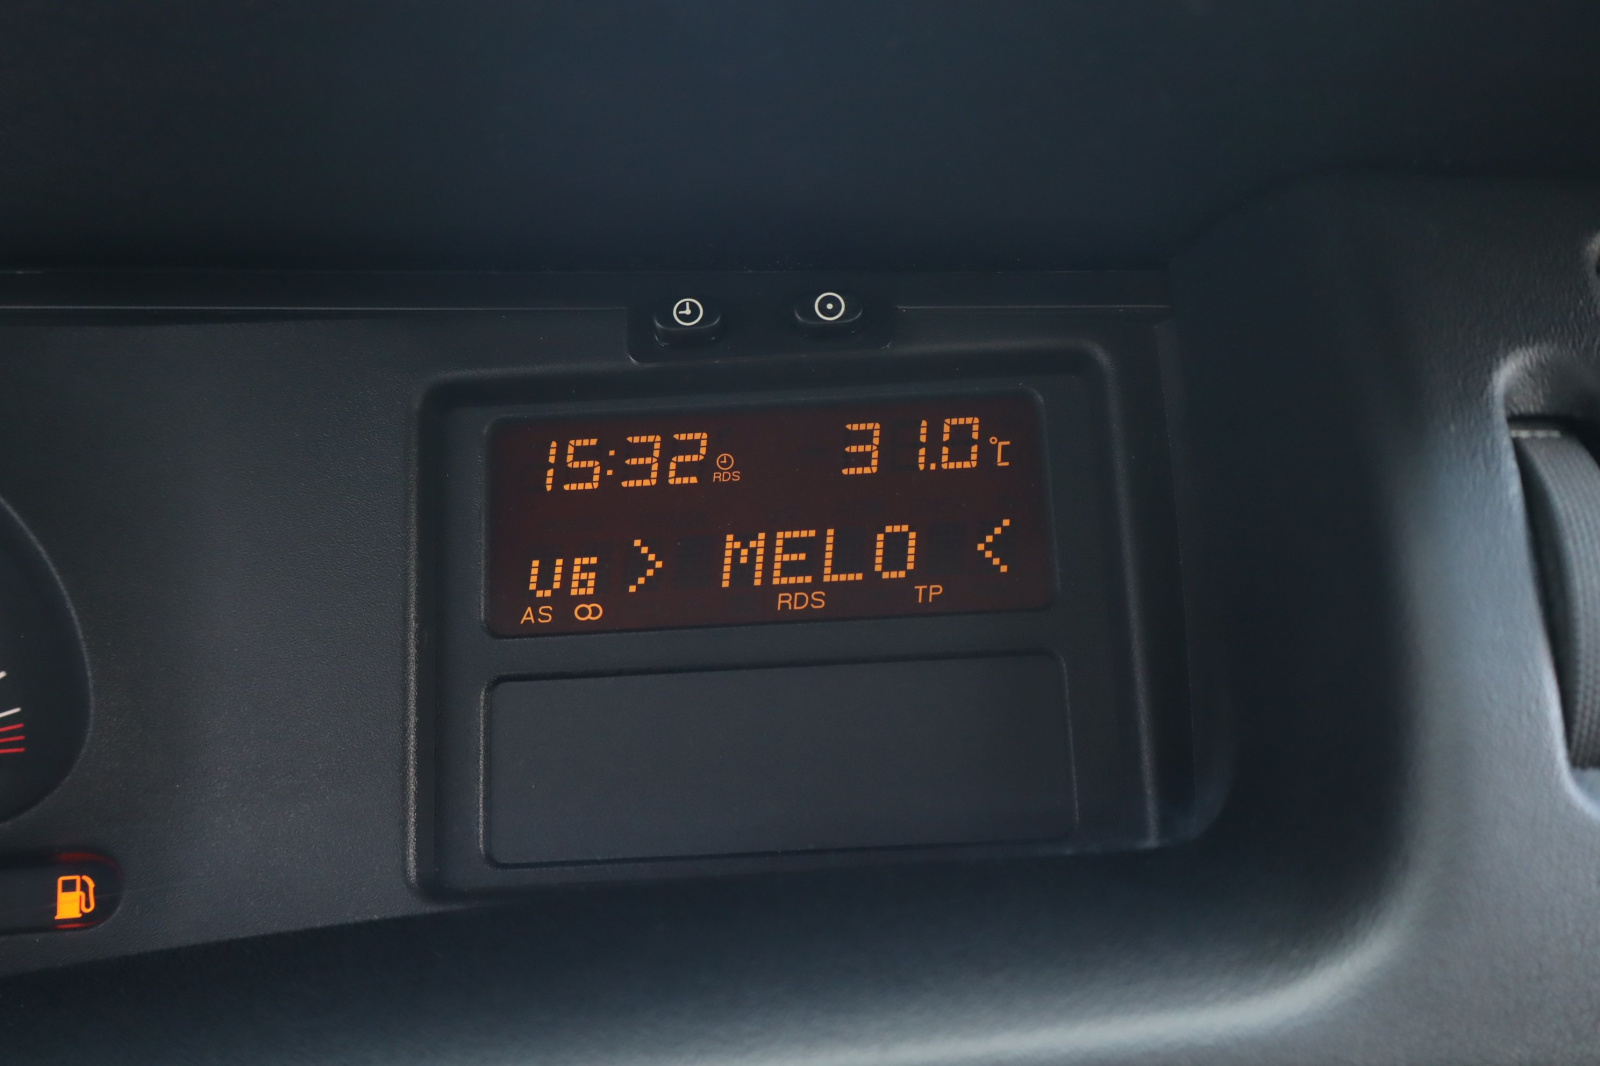 15:32 RDS 31.0 °C
U6 > MELO <
AS RDS TP